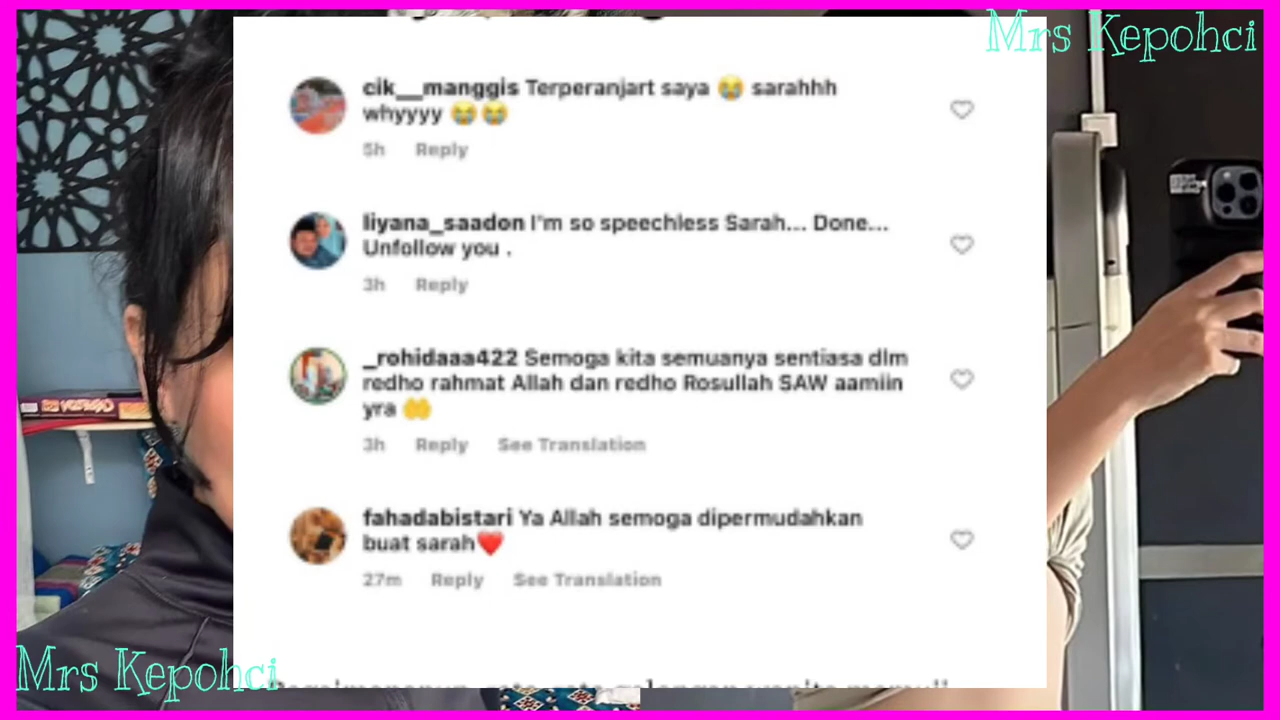 Mrs Kepohci
cik__manggis Terperanjart saya 😭 sarahhh
whyyyy 😭😭
5h Reply
liyana_saadon I'm so speechless Sarah... Done...
Unfollow you .
3h Reply
_rohidaaa422 Semoga kita semuanya sentiasa dlm
redho rahmat Allah dan redho Rosullah SAW aamiin
yra 🤲
3h Reply See Translation
fahadabistari Ya Allah semoga dipermudahkan
buat sarah❤️
27m Reply See Translation
Mrs Kepohci